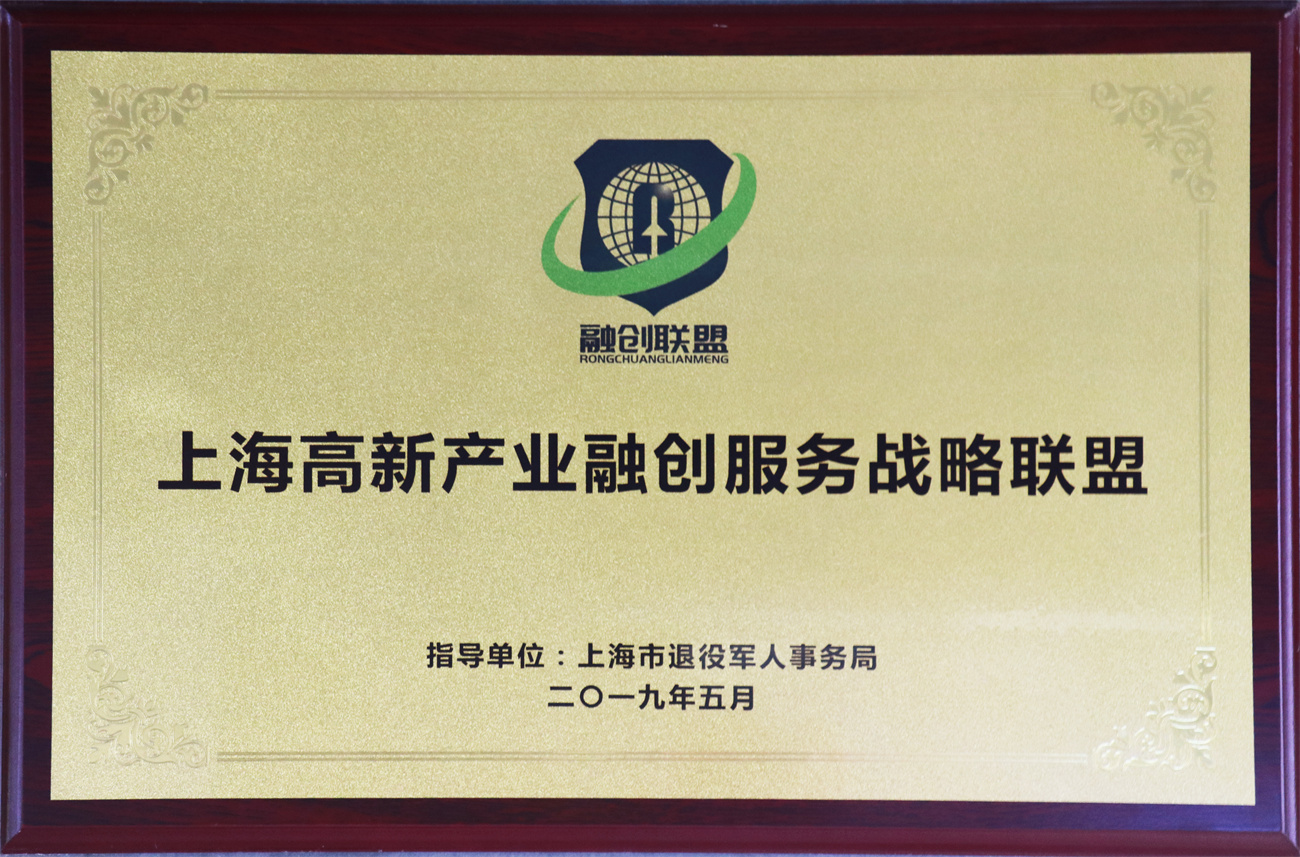 融创联盟
RONGCHUANGLIANMENG
上海高新产业融创服务战略联盟
指导单位：上海市退役军人事务局
二〇一九年五月